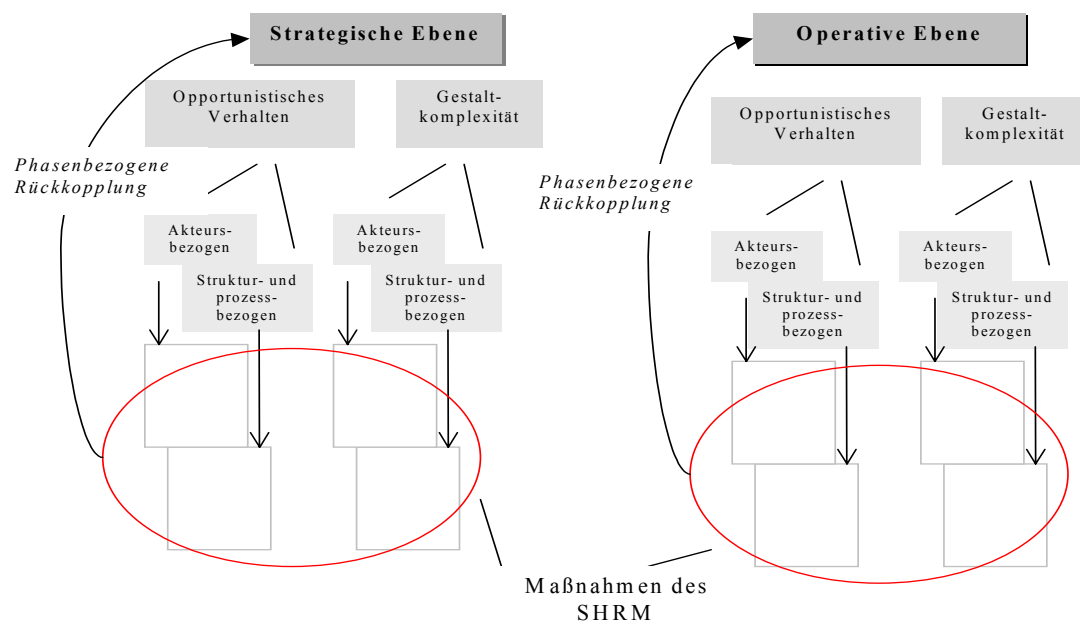 Strategische Ebene
Opportunistisches
Verhalten
Gestalt-
komplexität
Phasenbezogene
Rückkopplung
Akteurs-
bezogen
Struktur- und
prozess-
bezogen
Akteurs-
bezogen
Struktur- und
prozess-
bezogen
Operative Ebene
Opportunistisches
Verhalten
Gestalt-
komplexität
Phasenbezogene
Rückkopplung
Akteurs-
bezogen
Struktur- und
prozess-
bezogen
Akteurs-
bezogen
Struktur- und
prozess-
bezogen
Maßnahmen des
SHRM